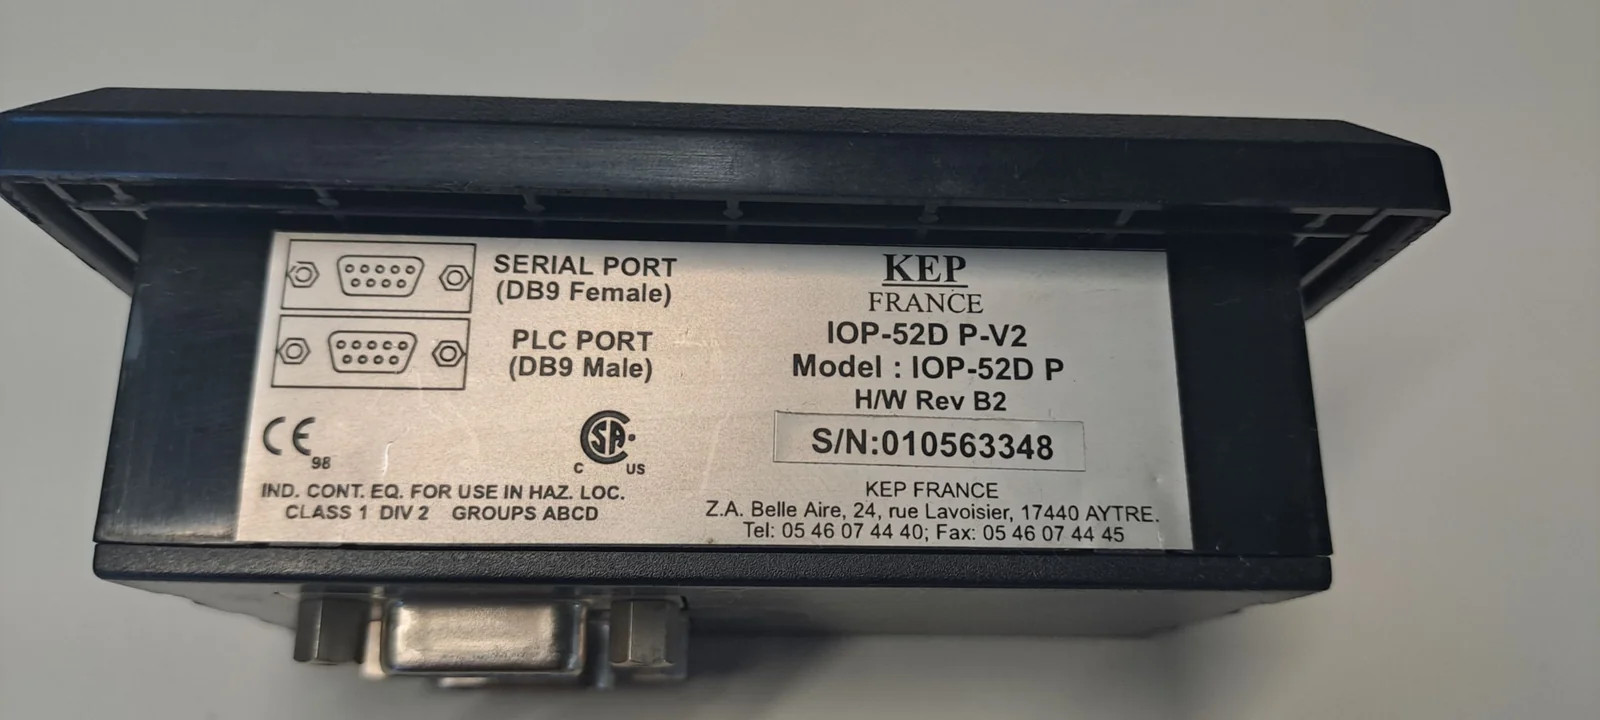 SERIAL PORT
(DB9 Female)
PLC PORT
(DB9 Male)
CE 98
CSA C US
IND. CONT. EQ. FOR USE IN HAZ. LOC.
CLASS 1 DIV 2 GROUPS ABCD
KEP
FRANCE
IOP-52D P-V2
Model : IOP-52D P
H/W Rev B2
S/N:010563348
KEP FRANCE
Z.A. Belle Aire, 24, rue Lavoisier, 17440 AYTRE.
Tel: 05 46 07 44 40; Fax: 05 46 07 44 45